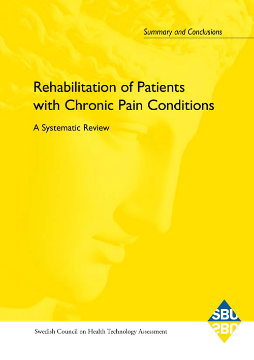 Summary and Conclusions
Rehabilitation of Patients
with Chronic Pain Conditions
A Systematic Review
SBU
Swedish Council on Health Technology Assessment